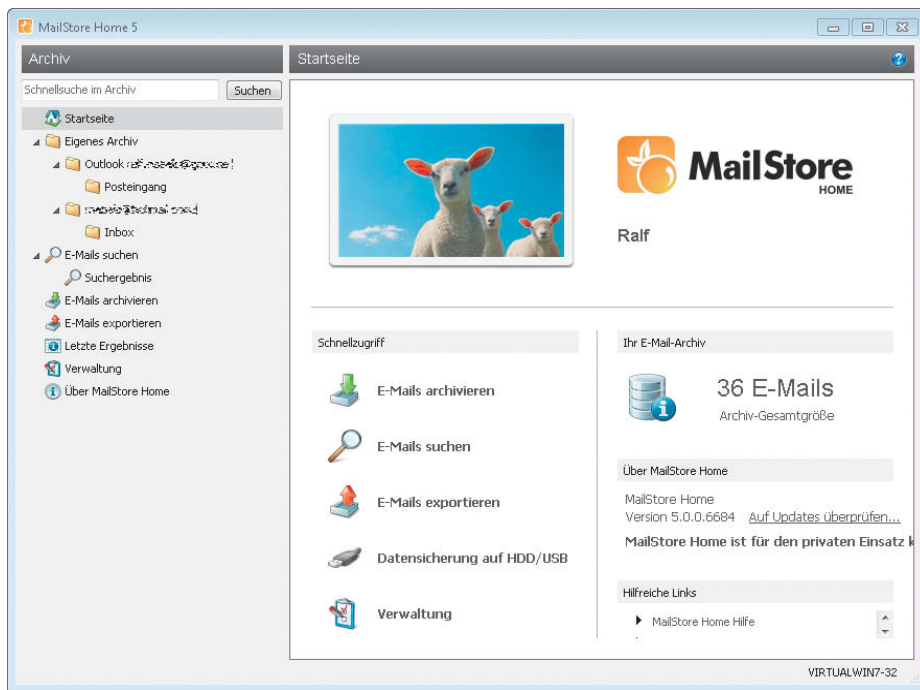 MailStore Home 5
Archiv
Startseite
Schnellsuche im Archiv
Suchen
Startseite
Eigenes Archiv
Outlook
Posteingang
Inbox
E-Mails suchen
Suchergebnis
E-Mails archivieren
E-Mails exportieren
Letzte Ergebnisse
Verwaltung
Über MailStore Home
MailStore
HOME
Ralf
Schnellzugriff
E-Mails archivieren
E-Mails suchen
E-Mails exportieren
Datensicherung auf HDD/USB
Verwaltung
Ihr E-Mail-Archiv
36 E-Mails
Archiv-Gesamtgröße
Über MailStore Home
MailStore Home
Version 5.0.0.6684 Auf Updates überprüfen...
MailStore Home ist für den privaten Einsatz k
Hilfreiche Links
MailStore Home Hilfe
VIRTUALWIN7-32